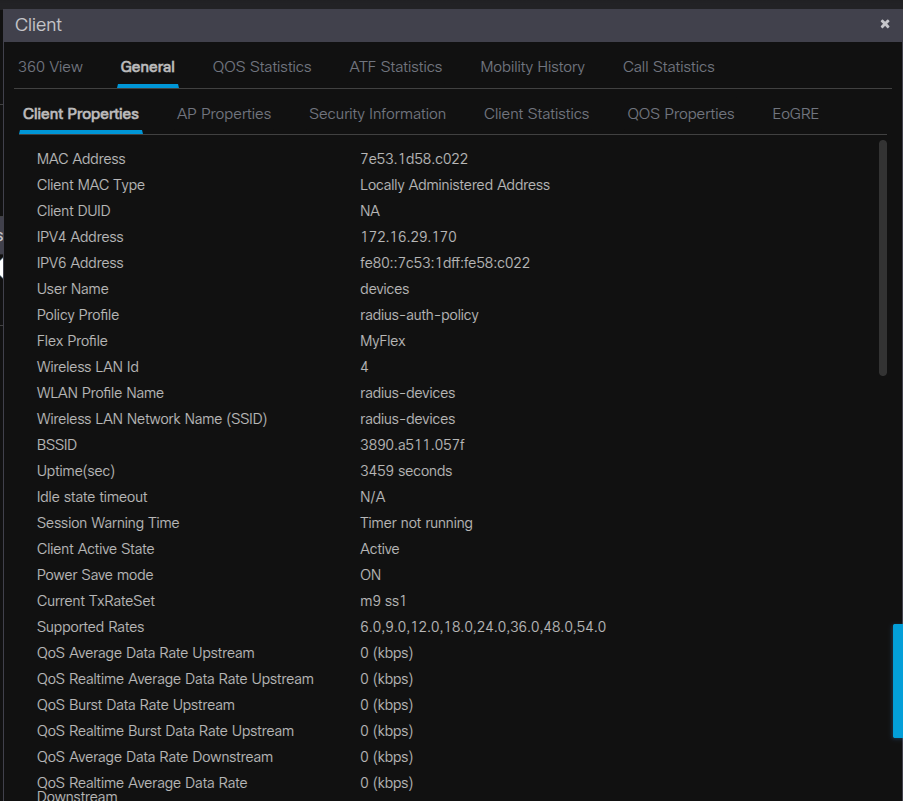 Client
360 View General QOS Statistics ATF Statistics Mobility History Call Statistics
Client Properties AP Properties Security Information Client Statistics QOS Properties EoGRE
MAC Address 7e53.1d58.c022
Client MAC Type Locally Administered Address
Client DUID NA
IPV4 Address 172.16.29.170
IPV6 Address fe80::7c53:1dff:fe58:c022
User Name devices
Policy Profile radius-auth-policy
Flex Profile MyFlex
Wireless LAN Id 4
WLAN Profile Name radius-devices
Wireless LAN Network Name (SSID) radius-devices
BSSID 3890.a511.057f
Uptime(sec) 3459 seconds
Idle state timeout N/A
Session Warning Time Timer not running
Client Active State Active
Power Save mode ON
Current TxRateSet m9 ss1
Supported Rates 6.0,9.0,12.0,18.0,24.0,36.0,48.0,54.0
QoS Average Data Rate Upstream 0 (kbps)
QoS Realtime Average Data Rate Upstream 0 (kbps)
QoS Burst Data Rate Upstream 0 (kbps)
QoS Realtime Burst Data Rate Upstream 0 (kbps)
QoS Average Data Rate Downstream 0 (kbps)
QoS Realtime Average Data Rate 0 (kbps)
Downstream